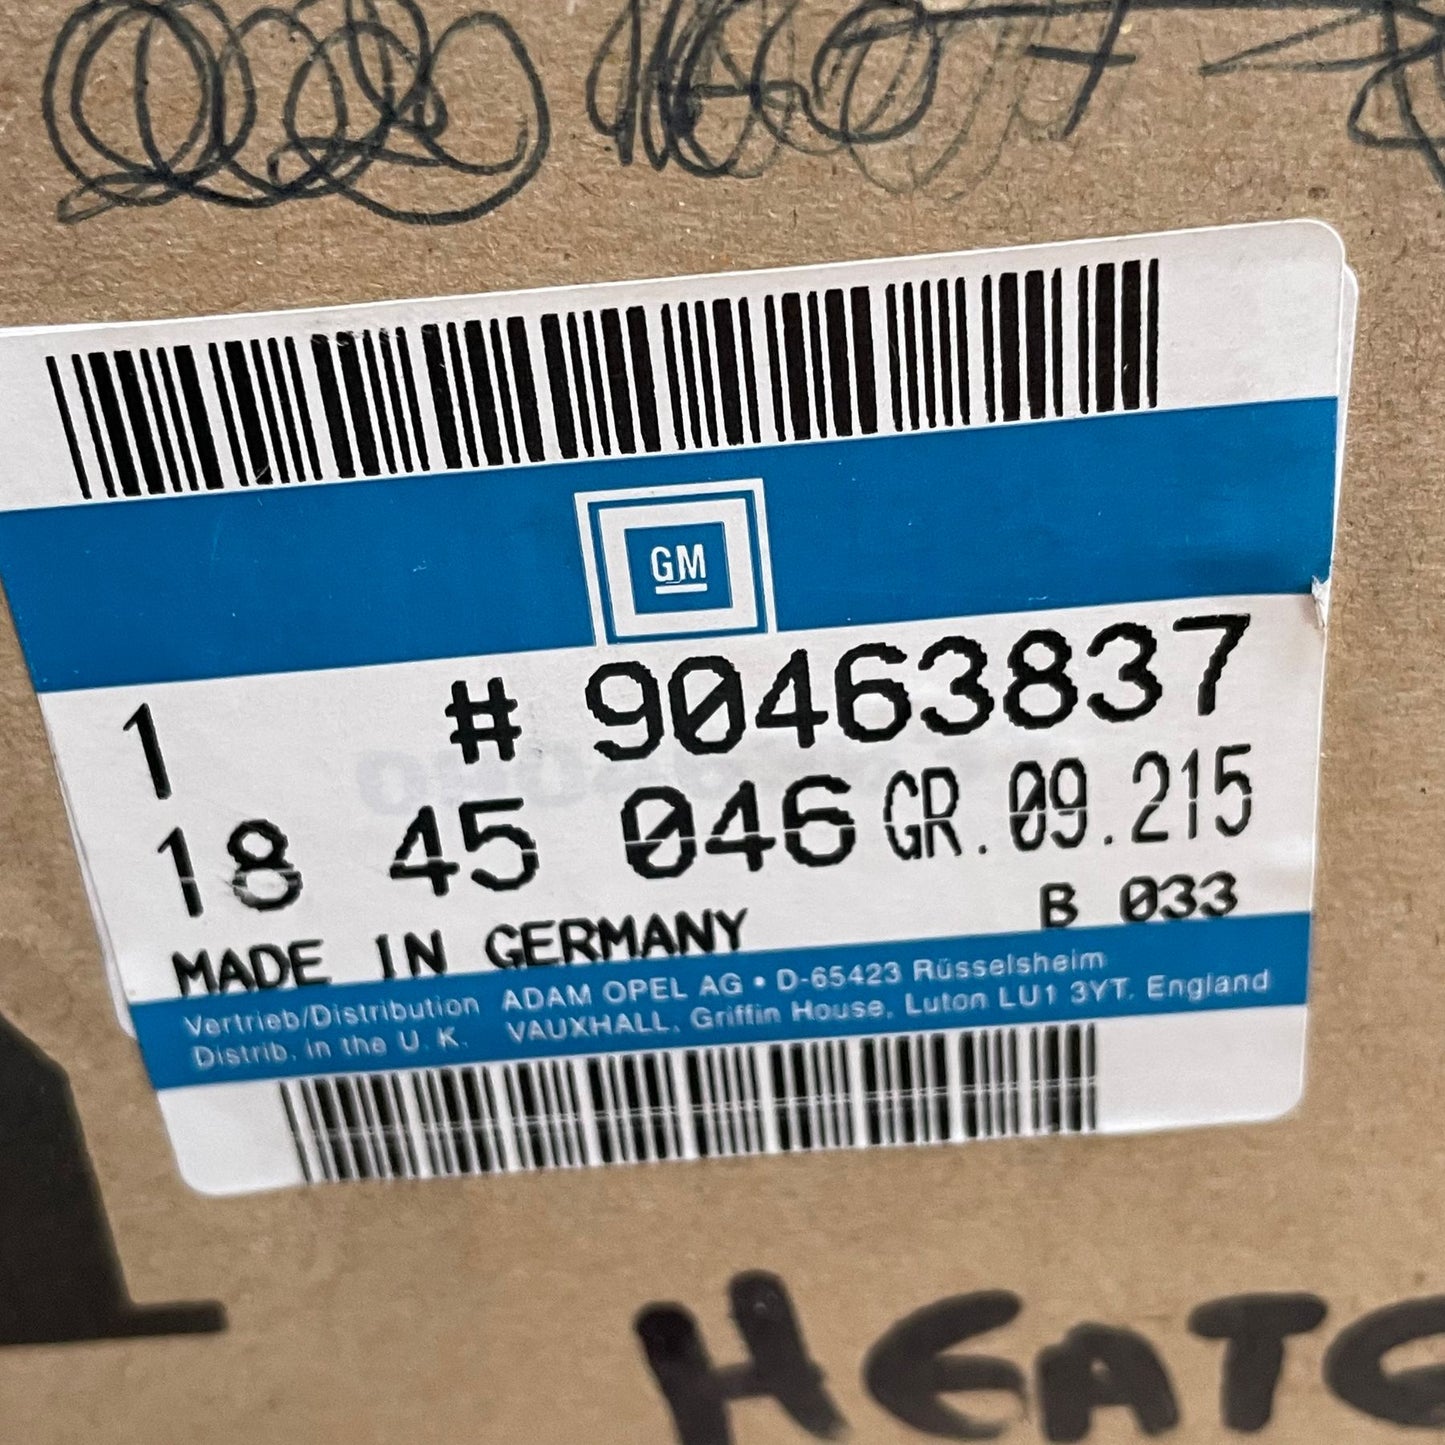 GM
1 # 90463837
18 45 046 GR. 09.215
MADE IN GERMANY B 033
Vertrieb/Distribution ADAM OPEL AG • D-65423 Rüsselsheim
Distrib. in the U. K. VAUXHALL, Griffin House, Luton LU1 3YT. England